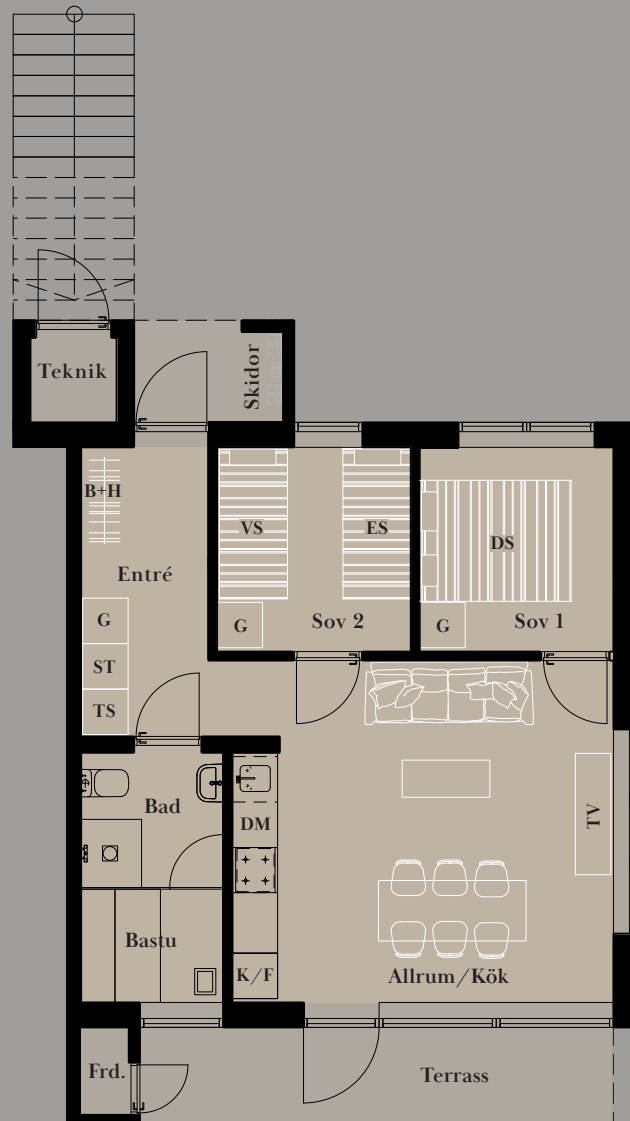 Teknik
Skidor
B+H
VS
ES
DS
Entré
G
G
Sov 2
G
Sov 1
ST
TS
Bad
DM
TV
Bastu
K/F
Allrum/Kök
Frd.
Terrass